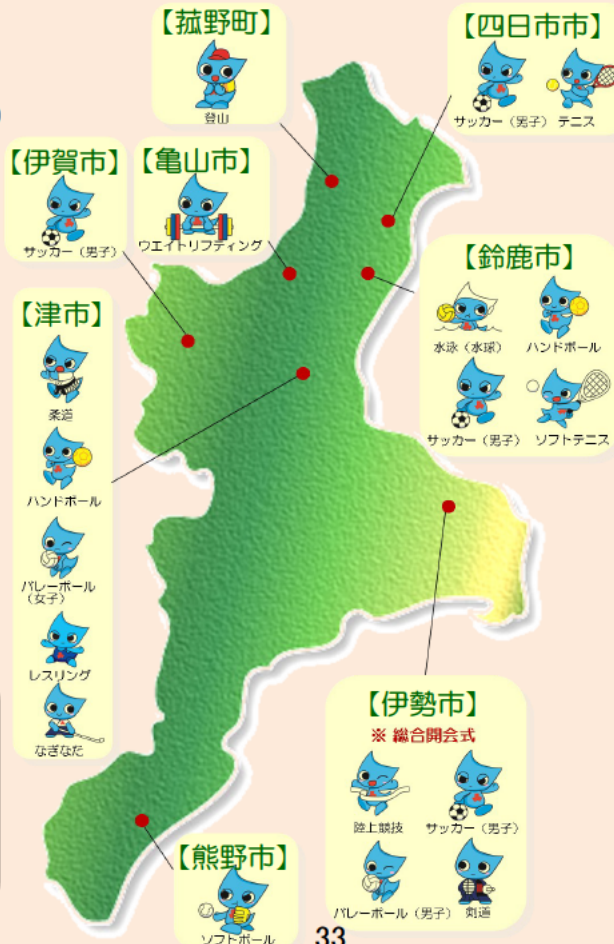 【菰野町】
登山
【四日市市】
サッカー（男子） テニス
【伊賀市】
サッカー（男子）
【亀山市】
ウエイトリフティング
【鈴鹿市】
水泳（水球） ハンドボール
サッカー（男子） ソフトテニス
【津市】
柔道
ハンドボール
バレーボール
（女子）
レスリング
なぎなた
【伊勢市】
※ 総合開会式
陸上競技 サッカー（男子）
バレーボール（男子） 剣道
【熊野市】
ソフトボール
33